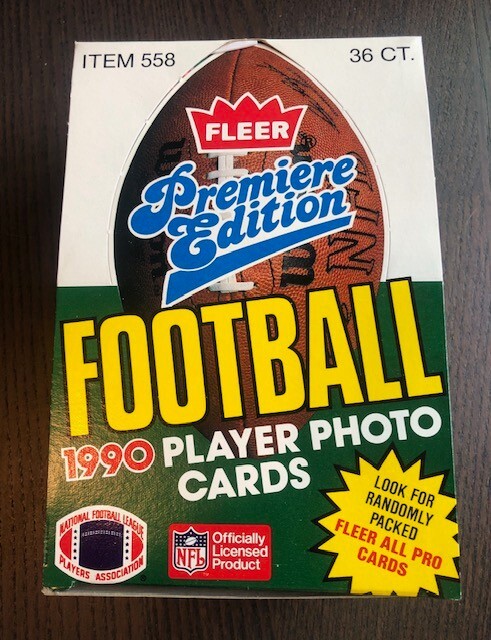 ITEM 558
36 CT.
FLEER
Premiere
Edition
FOOTBALL
1990 PLAYER PHOTO
CARDS
LOOK FOR
RANDOMLY
PACKED
FLEER ALL PRO
CARDS
NATIONAL FOOTBALL LEAGUE
PLAYERS ASSOCIATION
NFL
Officially
Licensed
Product